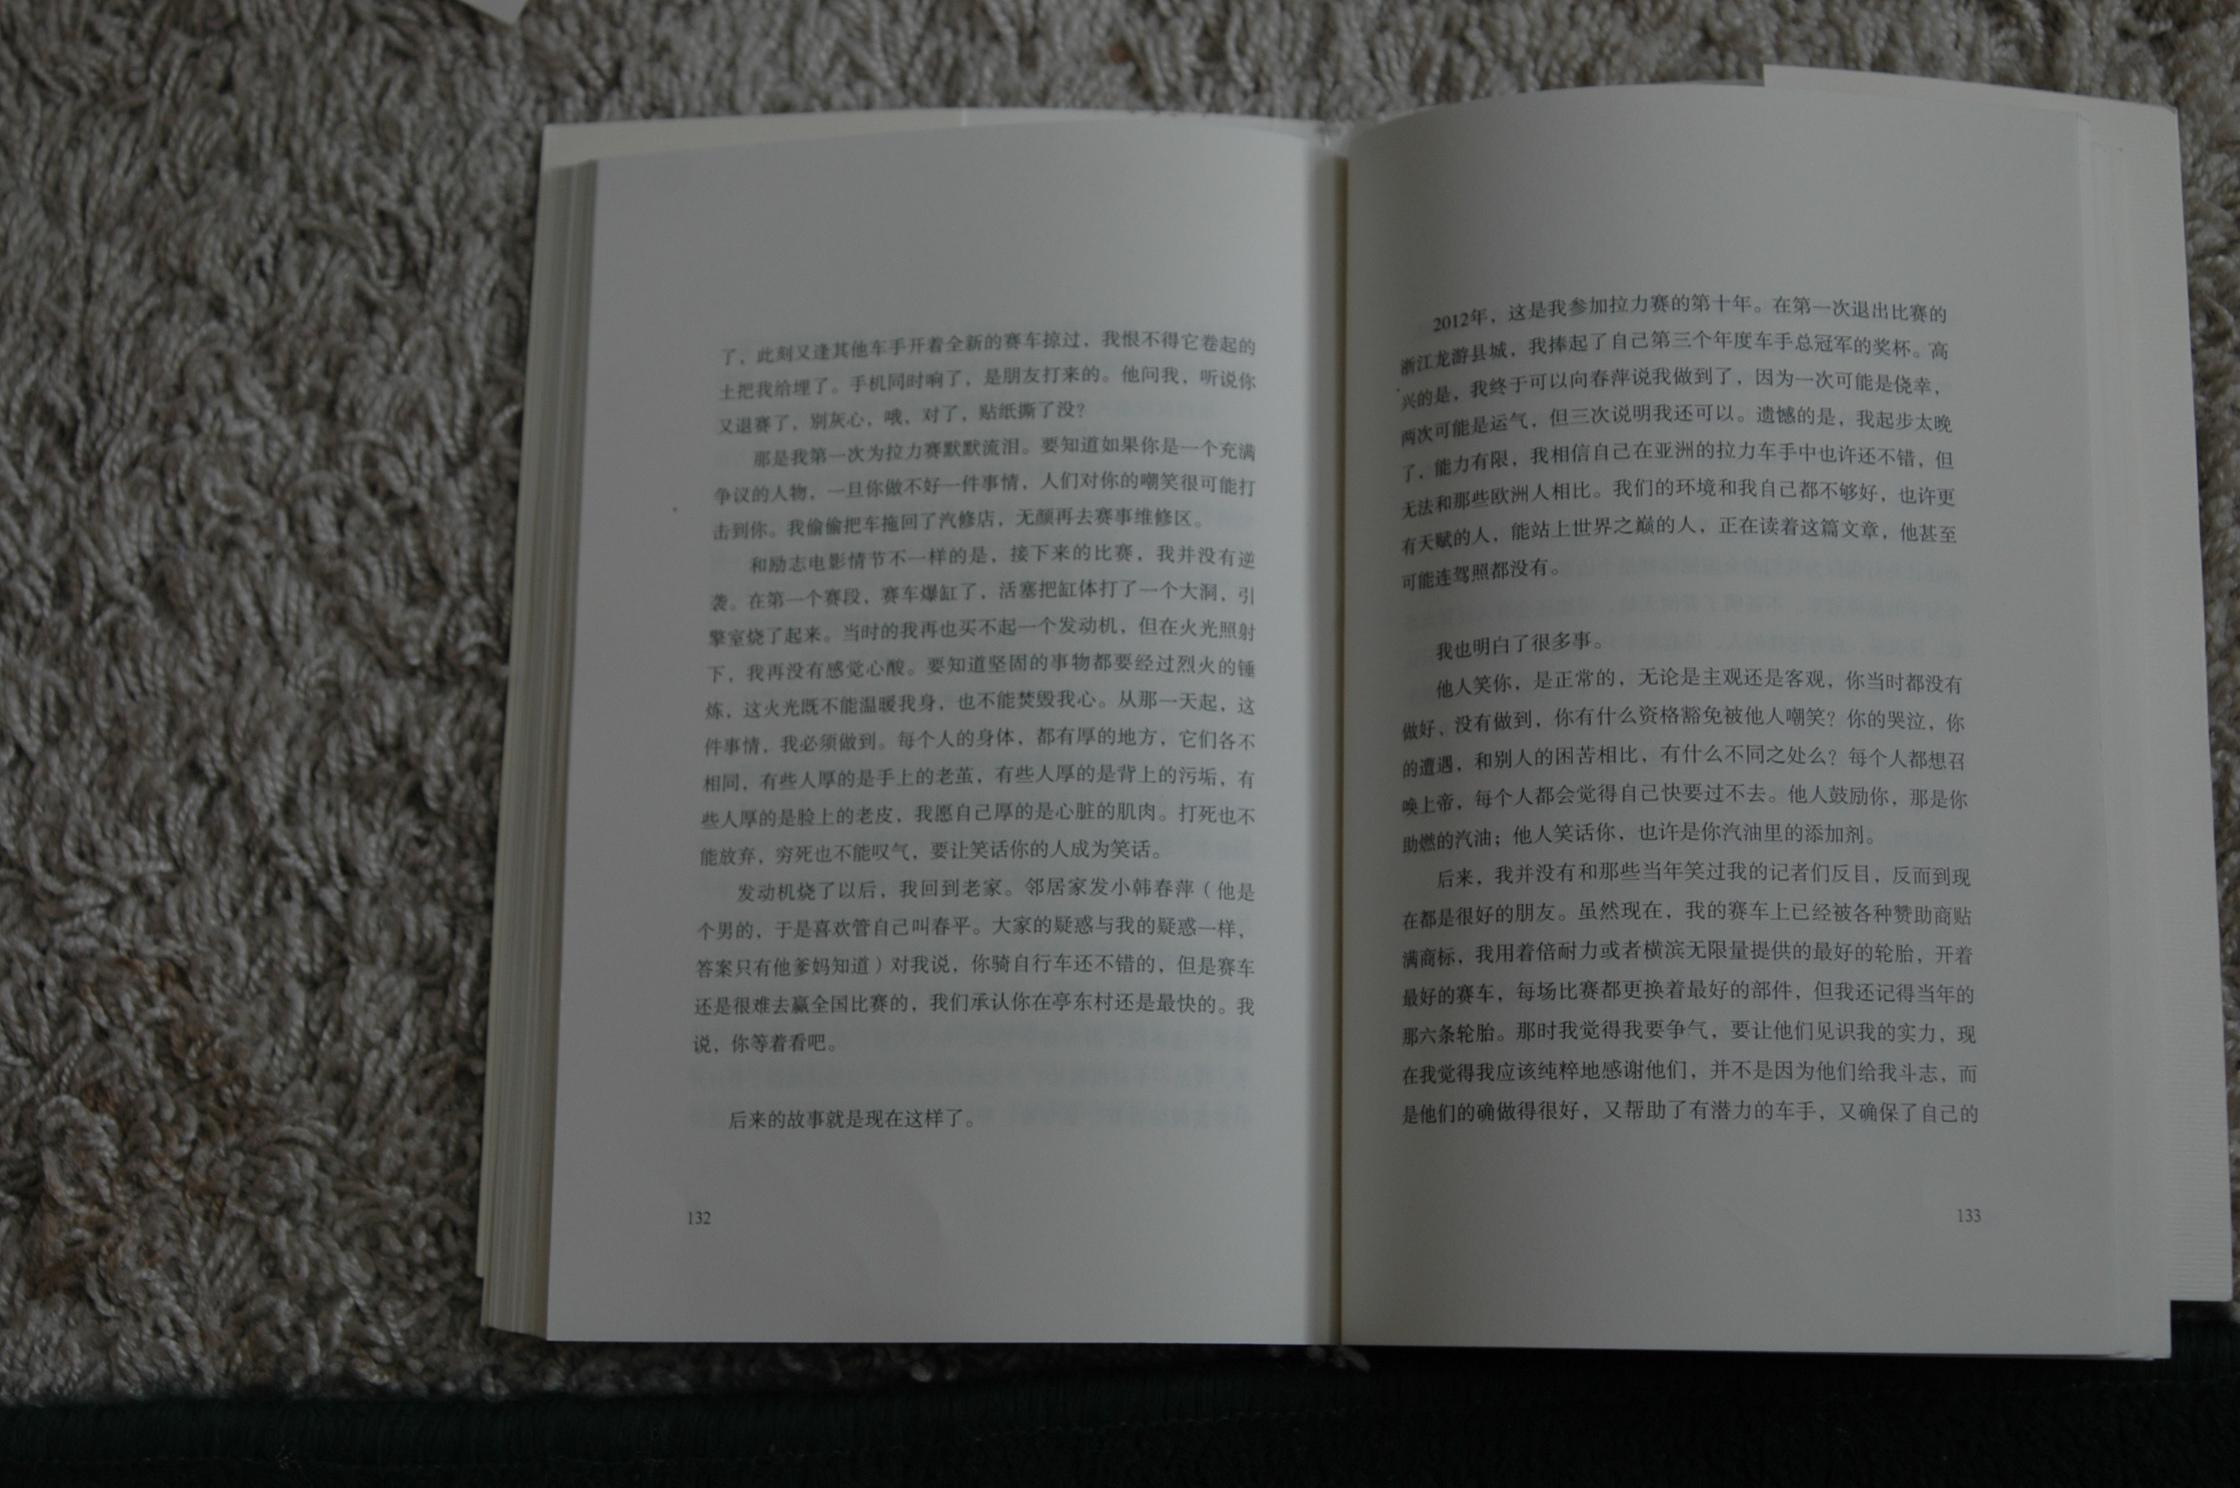 了，此刻又逢其他车手开着全新的赛车掠过，我恨不得它卷起的
土把我给埋了。手机同时响了，是朋友打来的。他问我，听说你
又退赛了，别灰心，哦，对了，贴纸撕了没？
那是我第一次为拉力赛默默流泪。要知道如果你是一个充满
争议的人物，一旦你做不好一件事情，人们对你的嘲笑很可能打
击到你。我偷偷把车拖回了汽修店，无颜再去赛事维修区。
和励志电影情节不一样的是，接下来的比赛，我并没有逆
袭。在第一个赛段，赛车爆缸了，活塞把缸体打了一个大洞，引
擎室烧了起来。当时的我再也买不起一个发动机，但在火光照射
下，我再没有感觉心酸。要知道坚固的事物都要经过烈火的锤
炼，这火光既不能温暖我身，也不能焚毁我心。从那一天起，这
件事情，我必须做到。每个人的身体，都有厚的地方，它们各不
相同，有些人厚的是手上的老茧，有些人厚的是背上的污垢，有
些人厚的是脸上的老皮，我愿自己厚的是心脏的肌肉。打死也不
能放弃，穷死也不能叹气，要让笑话你的人成为笑话。
发动机烧了以后，我回到老家。邻居家发小韩春萍（他是
个男的，于是喜欢管自己叫春平。大家的疑惑与我的疑惑一样，
答案只有他爹妈知道）对我说，你骑自行车还不错的，但是赛车
还是很难去赢全国比赛的，我们承认你在亭东村还是最快的。我
说，你等着看吧。
后来的故事就是现在这样了。
132
2012年，这是我参加拉力赛的第十年。在第一次退出比赛的
浙江龙游县城，我捧起了自己第三个年度车手总冠军的奖杯。高
兴的是，我终于可以向春萍说我做到了，因为一次可能是侥幸，
两次可能是运气，但三次说明我还可以。遗憾的是，我起步太晚
了，能力有限，我相信自己在亚洲的拉力车手中也许还不错，但
无法和那些欧洲人相比。我们的环境和我自己都不够好，也许更
有天赋的人，能站上世界之巅的人，正在读着这篇文章，他甚至
可能连驾照都没有。
我也明白了很多事。
他人笑你，是正常的，无论是主观还是客观，你当时都没有
做好、没有做到，你有什么资格豁免被他人嘲笑？你的哭泣，你
的遭遇，和别人的困苦相比，有什么不同之处么？每个人都想召
唤上帝，每个人都会觉得自己快要过不去。他人鼓励你，那是你
助燃的汽油；他人笑话你，也许是你汽油里的添加剂。
后来，我并没有和那些当年笑过我的记者们反目，反而到现
在都是很好的朋友。虽然现在，我的赛车上已经被各种赞助商贴
满商标，我用着倍耐力或者横滨无限量提供的最好的轮胎，开着
最好的赛车，每场比赛都更换着最好的部件，但我还记得当年的
那六条轮胎。那时我觉得我要争气，要让他们见识我的实力，现
在我觉得我应该纯粹地感谢他们，并不是因为他们给我斗志，而
是他们的确做得很好，又帮助了有潜力的车手，又确保了自己的
133